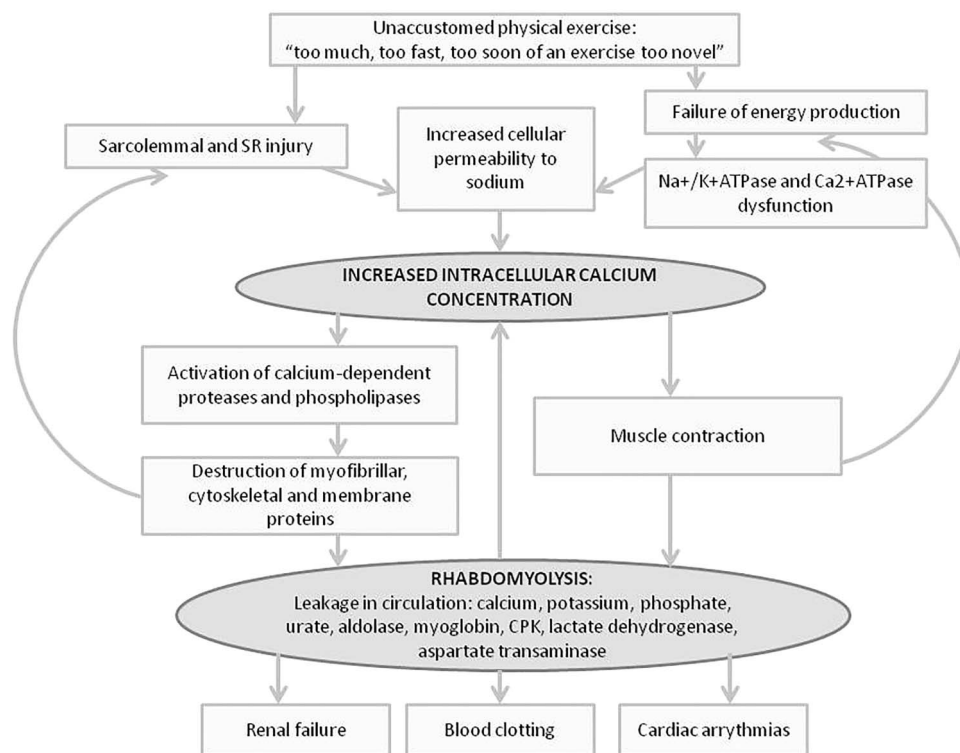 Unaccustomed physical exercise:
“too much, too fast, too soon of an exercise too novel”
Sarcolemmal and SR injury
Increased cellular
permeability to
sodium
Failure of energy production
Na+/K+ATPase and Ca2+ATPase
dysfunction
INCREASED INTRACELLULAR CALCIUM
CONCENTRATION
Activation of calcium-dependent
proteases and phospholipases
Muscle contraction
Destruction of myofibrillar,
cytoskeletal and membrane
proteins
RHABDOMYOLYSIS:
Leakage in circulation: calcium, potassium, phosphate,
urate, aldolase, myoglobin, CPK, lactate dehydrogenase,
aspartate transaminase
Renal failure
Blood clotting
Cardiac arrythmias